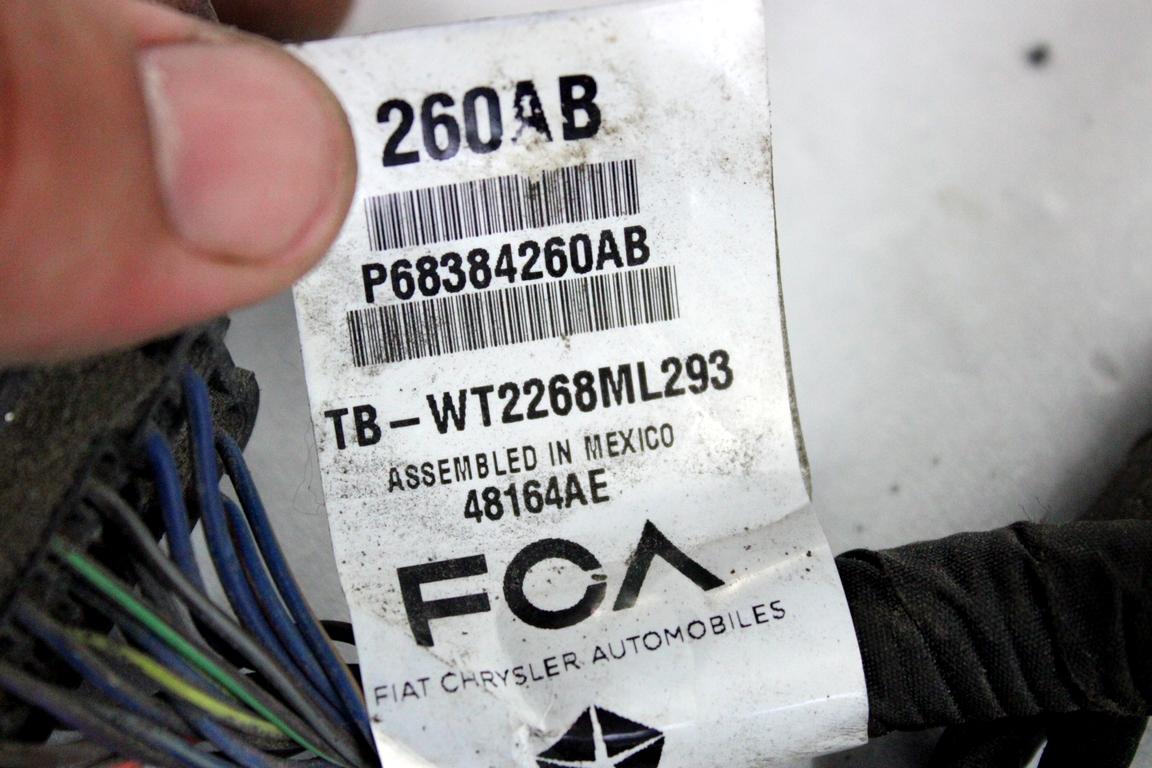 260AB
P68384260AB
TB-WT2268ML293
ASSEMBLED IN MEXICO
48164AE
FCA
FIAT CHRYSLER AUTOMOBILES